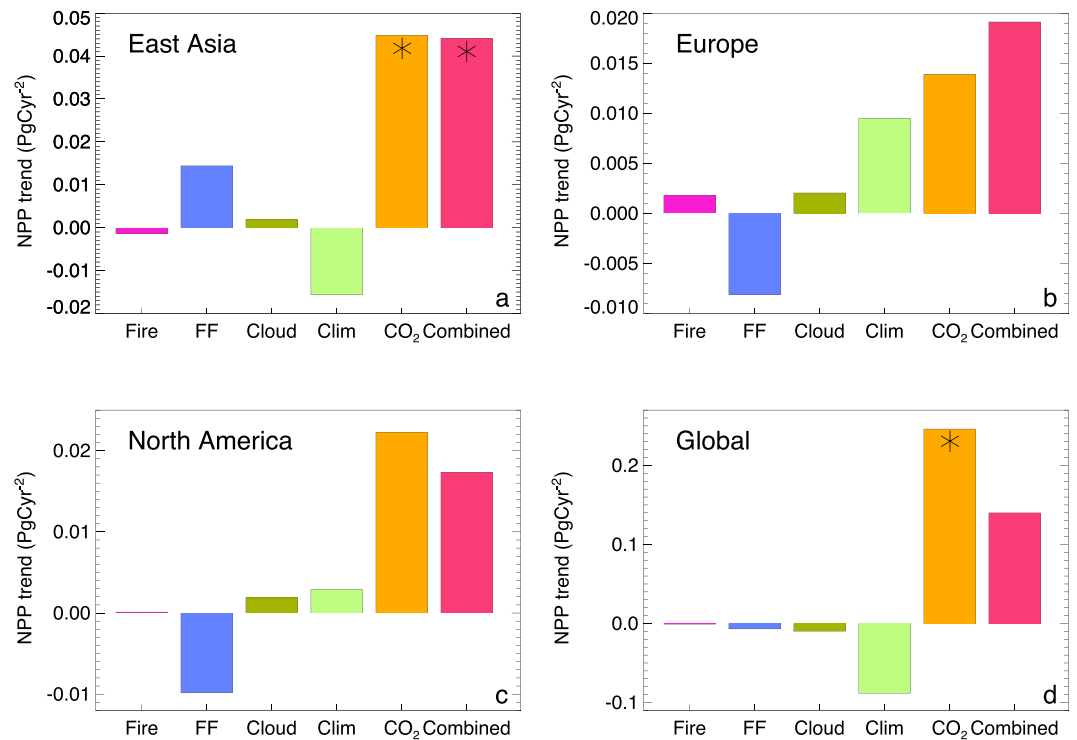 East Asia
NPP trend (PgCyr-2)
0.05
0.04
0.03
0.02
0.01
0.00
-0.01
-0.02
Fire FF Cloud Clim CO2 Combined
a
Europe
NPP trend (PgCyr-2)
0.020
0.015
0.010
0.005
0.000
-0.005
-0.010
Fire FF Cloud Clim CO2 Combined
b
North America
NPP trend (PgCyr-2)
0.02
0.01
0.00
-0.01
Fire FF Cloud Clim CO2 Combined
c
Global
NPP trend (PgCyr-2)
0.2
0.1
0.0
-0.1
Fire FF Cloud Clim CO2 Combined
d